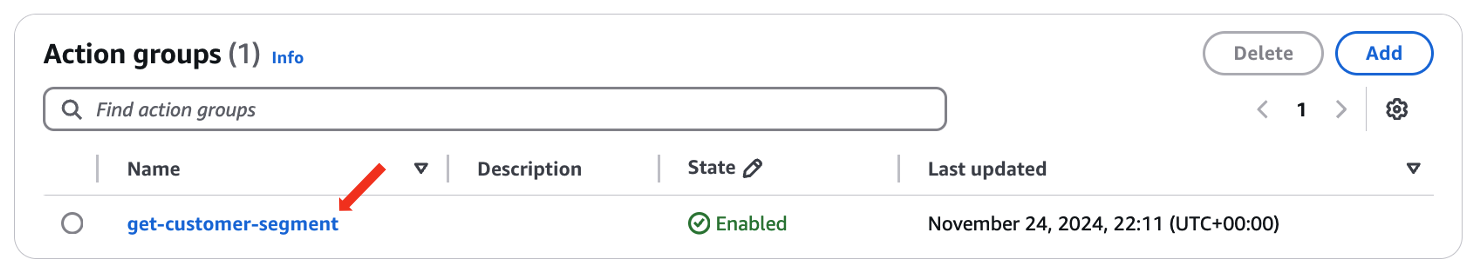 Action groups (1) Info
Delete
Add
Find action groups
1
Name
Description
State
Last updated
get-customer-segment
Enabled
November 24, 2024, 22:11 (UTC+00:00)